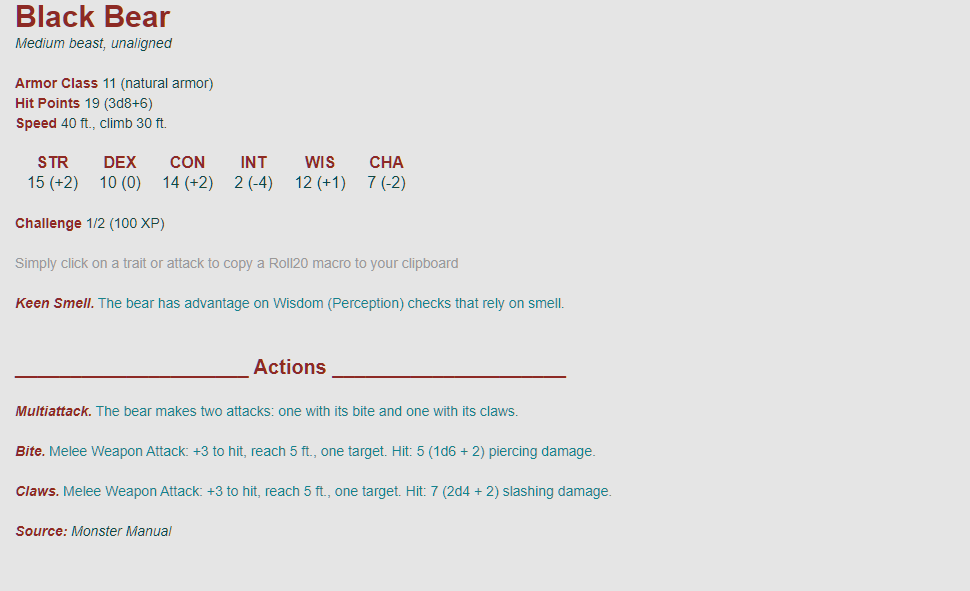 Black Bear
Medium beast, unaligned
Armor Class 11 (natural armor)
Hit Points 19 (3d8+6)
Speed 40 ft., climb 30 ft.
STR DEX CON INT WIS CHA
15 (+2) 10 (0) 14 (+2) 2 (-4) 12 (+1) 7 (-2)
Challenge 1/2 (100 XP)
Simply click on a trait or attack to copy a Roll20 macro to your clipboard
Keen Smell. The bear has advantage on Wisdom (Perception) checks that rely on smell.
Actions
Multiattack. The bear makes two attacks: one with its bite and one with its claws.
Bite. Melee Weapon Attack: +3 to hit, reach 5 ft., one target. Hit: 5 (1d6 + 2) piercing damage.
Claws. Melee Weapon Attack: +3 to hit, reach 5 ft., one target. Hit: 7 (2d4 + 2) slashing damage.
Source: Monster Manual